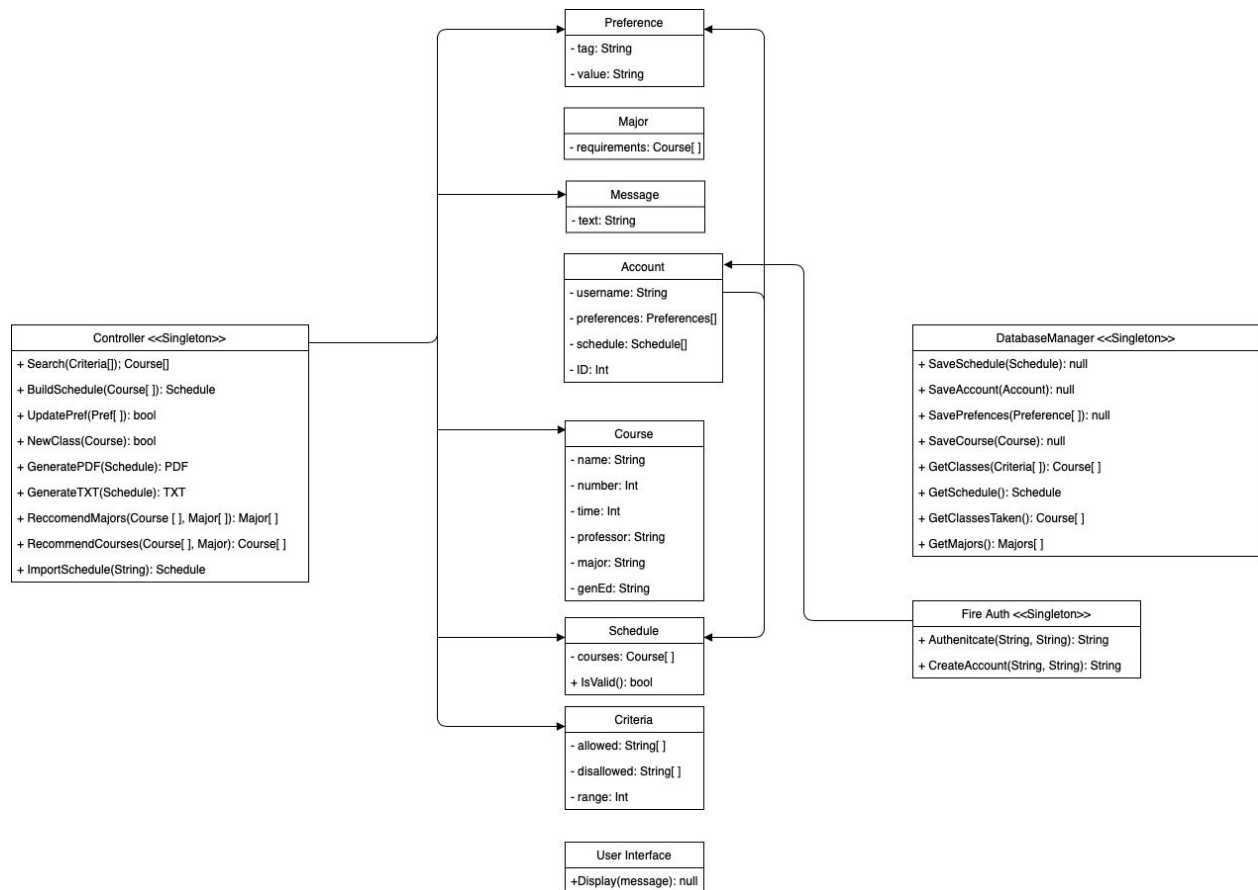 Preference
- tag: String
- value: String
Major
- requirements: Course[ ]
Message
- text: String
Account
- username: String
- preferences: Preferences[]
- schedule: Schedule[]
- ID: Int
Controller <<Singleton>>
+ Search(Criteria[]); Course[]
+ BuildSchedule(Course[ ]): Schedule
+ UpdatePref(Pref[ ]): bool
+ NewClass(Course): bool
+ GeneratePDF(Schedule): PDF
+ GenerateTXT(Schedule): TXT
+ ReccomendMajors(Course [ ], Major[ ]): Major[ ]
+ RecommendCourses(Course[ ], Major): Course[ ]
+ ImportSchedule(String): Schedule
DatabaseManager <<Singleton>>
+ SaveSchedule(Schedule): null
+ SaveAccount(Account): null
+ SavePrefences(Preference[ ]): null
+ SaveCourse(Course): null
+ GetClasses(Criteria[ ]): Course[ ]
+ GetSchedule(): Schedule
+ GetClassesTaken(): Course[ ]
+ GetMajors(): Majors[ ]
Course
- name: String
- number: Int
- time: Int
- professor: String
- major: String
- genEd: String
Fire Auth <<Singleton>>
+ Authenitcate(String, String): String
+ CreateAccount(String, String): String
Schedule
- courses: Course[ ]
+ IsValid(): bool
Criteria
- allowed: String[ ]
- disallowed: String[ ]
- range: Int
User Interface
+Display(message): null